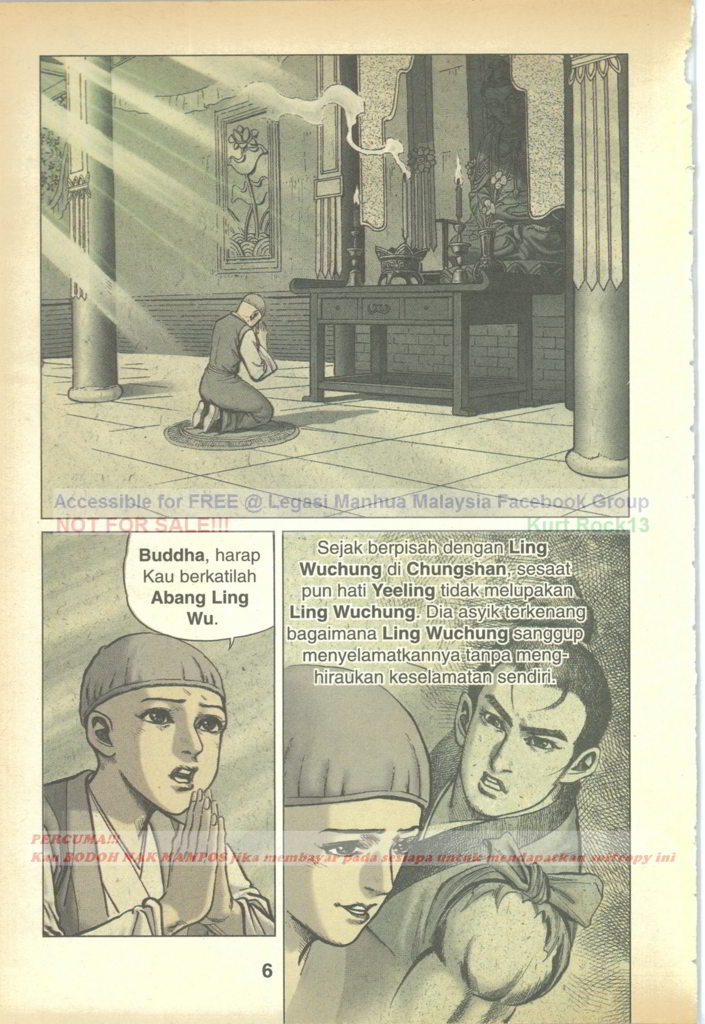 Accessible for FREE @ Legasi Manhua Malaysia Facebook Group
NOT FOR SALE!!!
Kurt Rock13
Buddha, harap
Kau berkatilah
Abang Ling
Wu.
Sejak berpisah dengan Ling
Wuchung di Chungshan, sesaat
pun hati Yeeling tidak melupakan
Ling Wuchung. Dia asyik terkenang
bagaimana Ling Wuchung sanggup
menyelamatkannya tanpa meng-
hiraukan keselamatan sendiri.
PERCUMA!!!
Kau BODOH NAK MAMPOS jika membayar pada sesiapa untuk mendapatkan softcopy ini
6